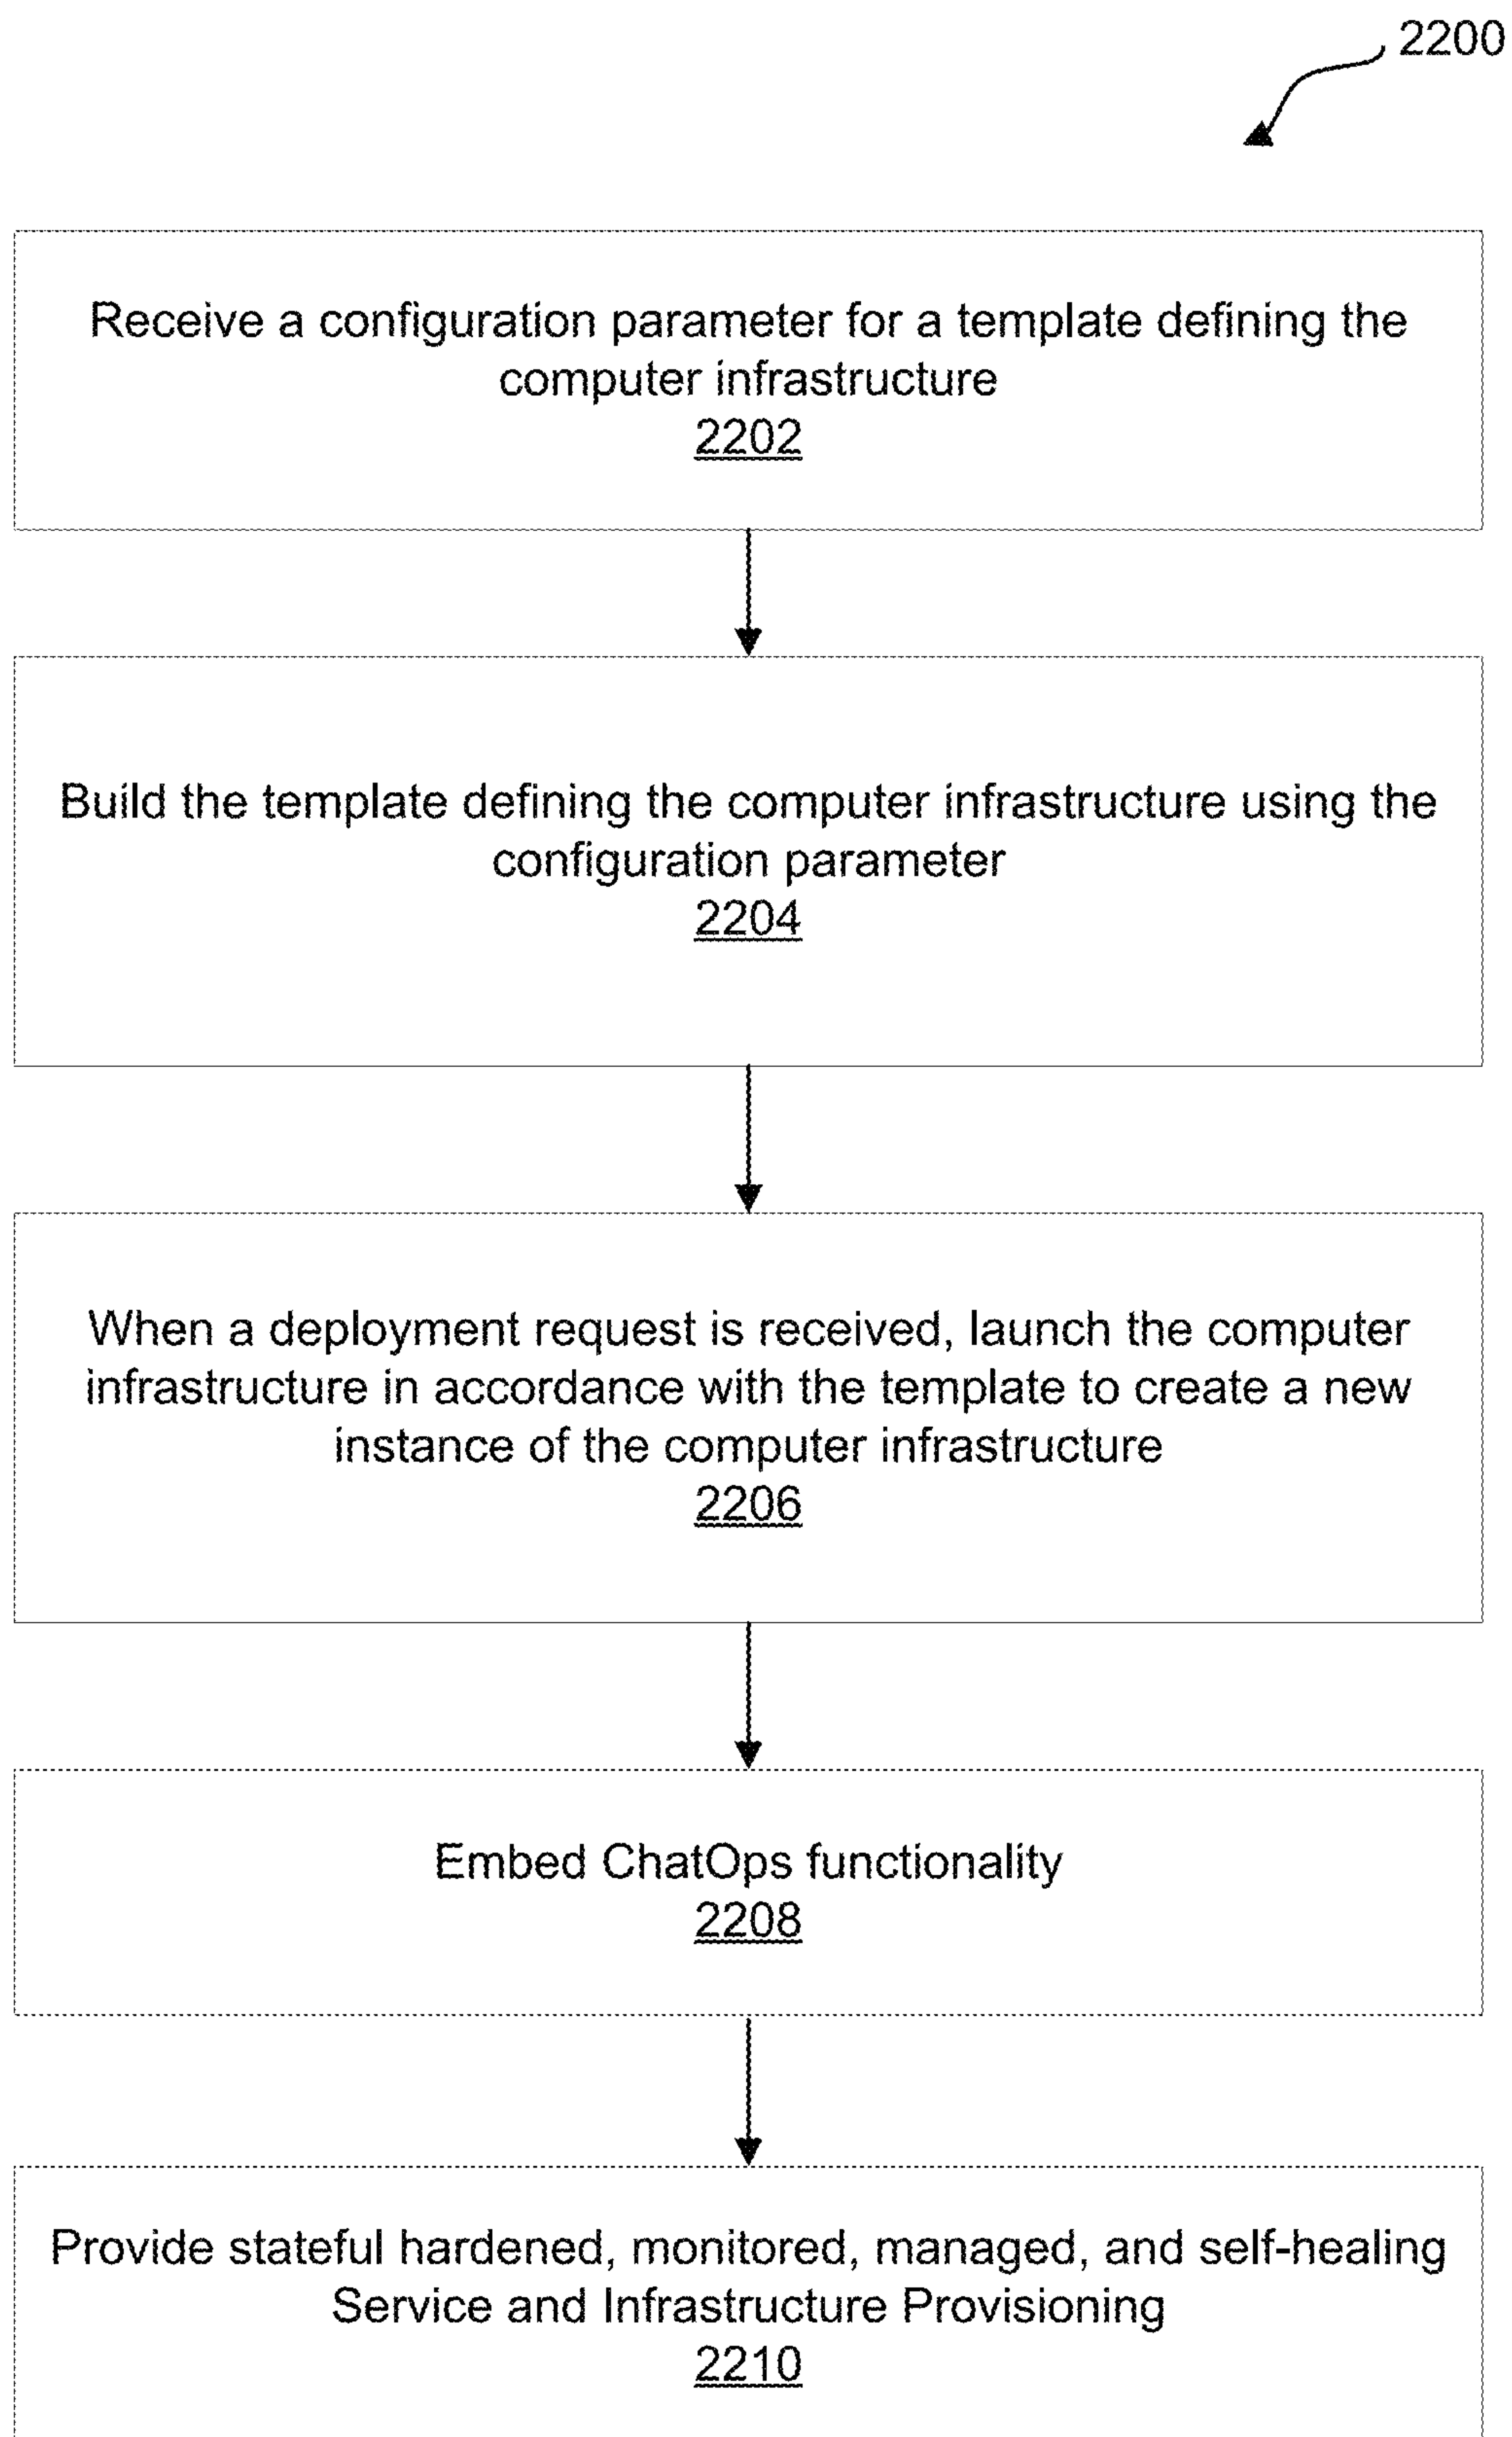 2200
Receive a configuration parameter for a template defining the
computer infrastructure
2202
Build the template defining the computer infrastructure using the
configuration parameter
2204
When a deployment request is received, launch the computer
infrastructure in accordance with the template to create a new
instance of the computer infrastructure
2206
Embed ChatOps functionality
2208
Provide stateful hardened, monitored, managed, and self-healing
Service and Infrastructure Provisioning
2210